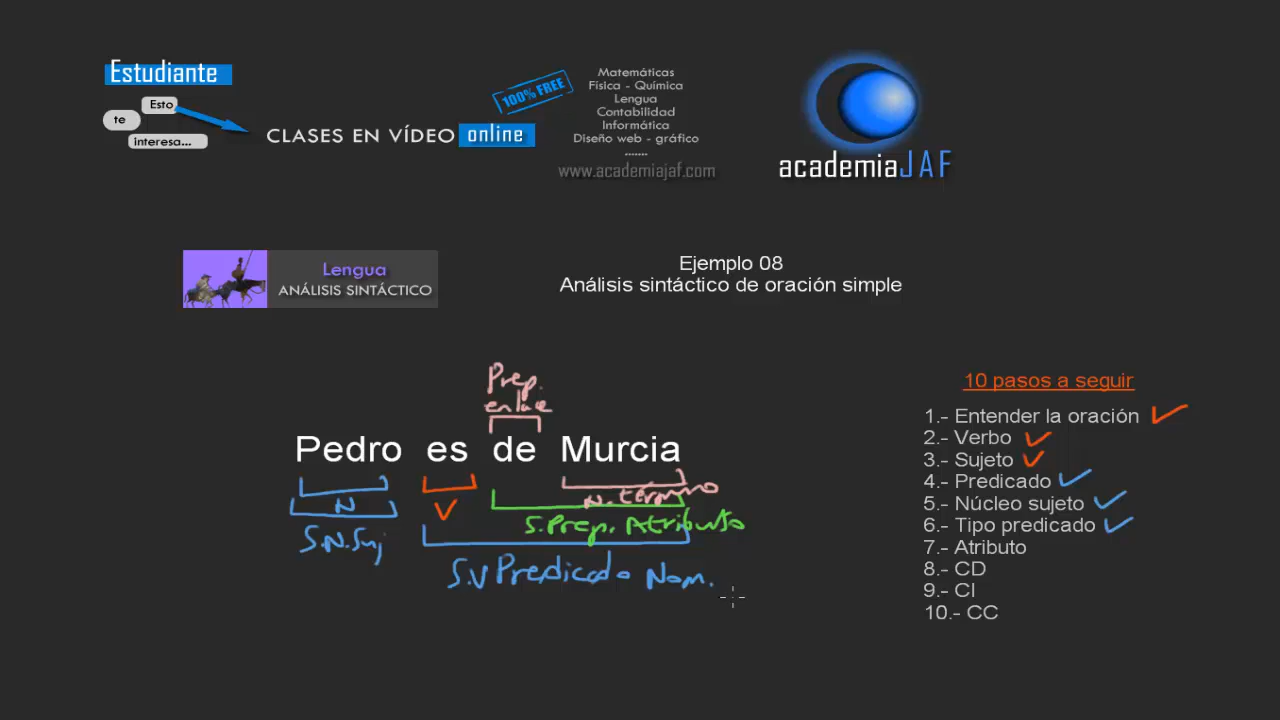 Estudiante
Esto
te
interesa...
CLASES EN VÍDEO online
100% FREE
Matemáticas
Física - Química
Lengua
Contabilidad
Informática
Diseño web - gráfico
.......
www.academiajaf.com
academiaJAF
Lengua
ANÁLISIS SINTÁCTICO
Ejemplo 08
Análisis sintáctico de oración simple
Prep.
enlace
Pedro es de Murcia
N V N. término
S.N.Suj S.Prep. Atributo
S.V Predicado Nom.
10 pasos a seguir
1.- Entender la oración
2.- Verbo
3.- Sujeto
4.- Predicado
5.- Núcleo sujeto
6.- Tipo predicado
7.- Atributo
8.- CD
9.- CI
10.- CC